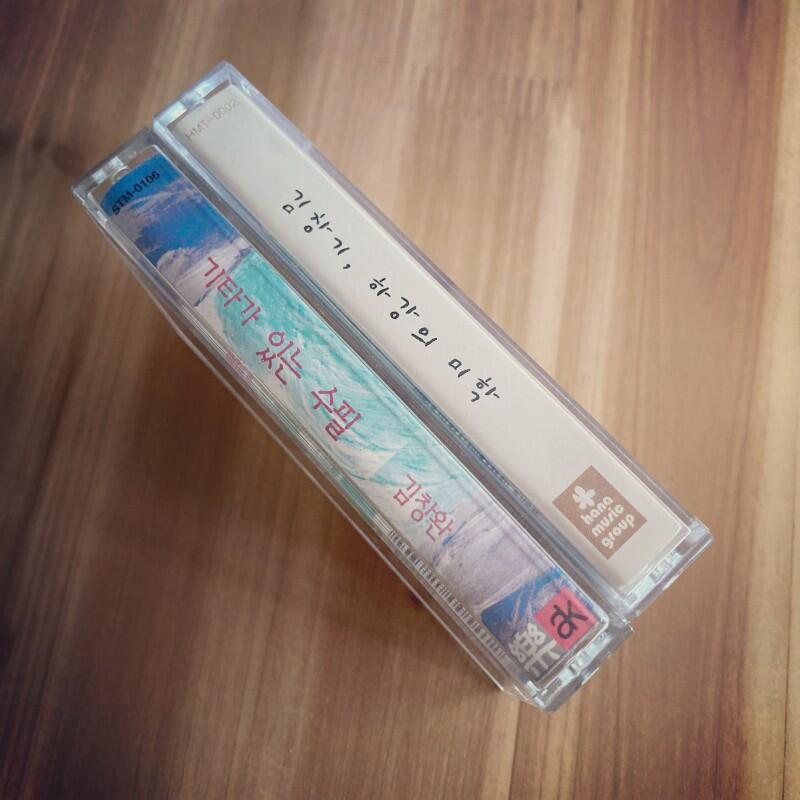 HMT-0002
김창기, 하강의 미학
hana
music
group
STM-0106
기타가 있는 수필
김창완